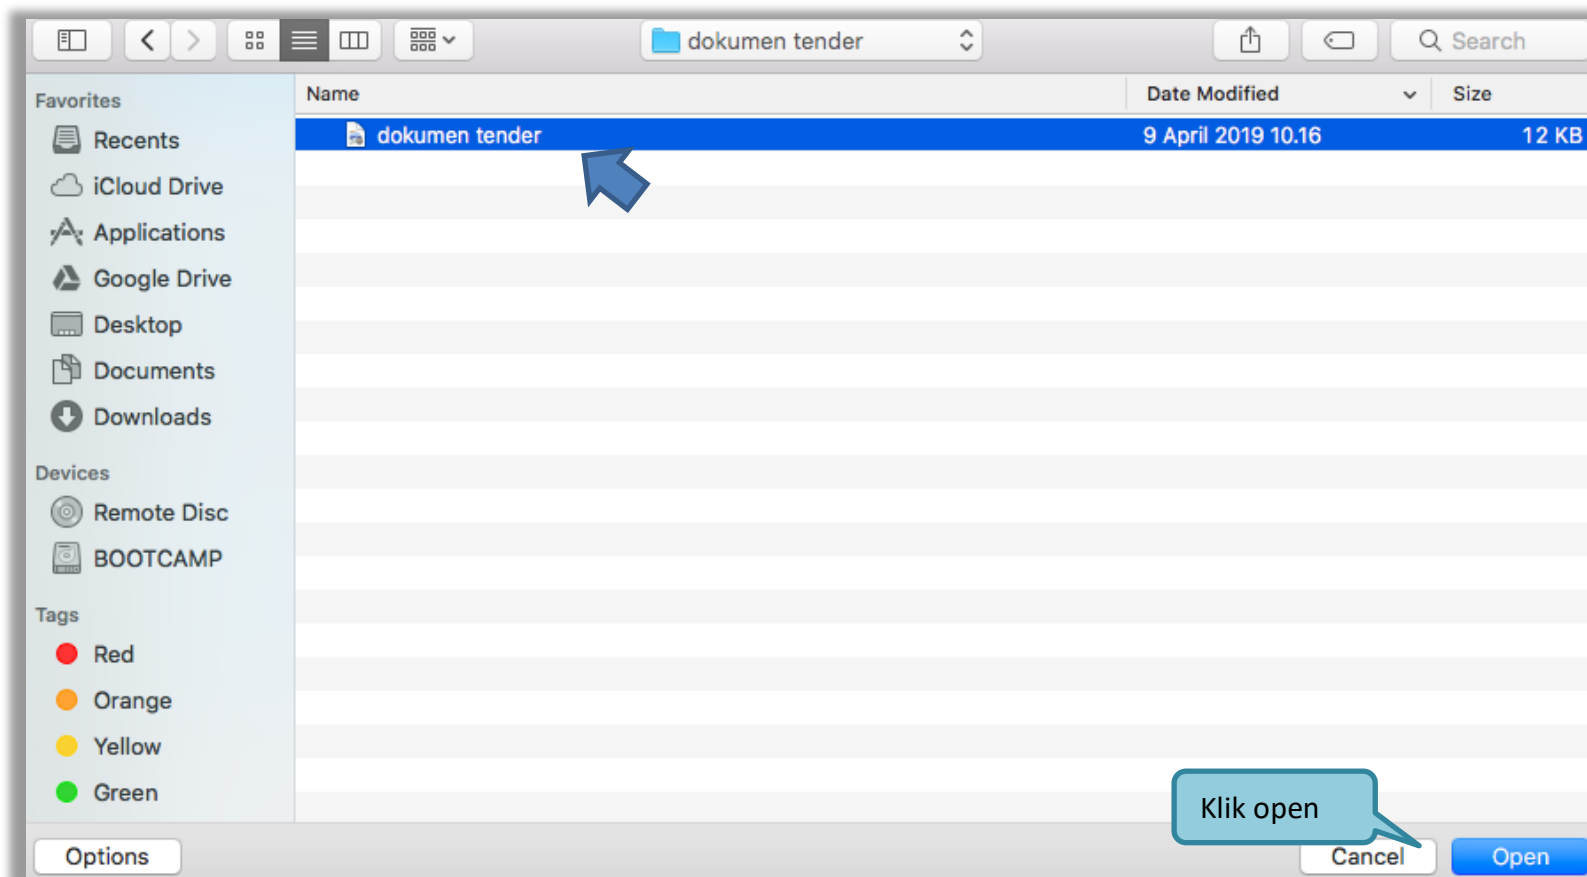 dokumen tender
Search
Favorites
Recents
iCloud Drive
Applications
Google Drive
Desktop
Documents
Downloads
Devices
Remote Disc
BOOTCAMP
Tags
Red
Orange
Yellow
Green
Name Date Modified Size
dokumen tender 9 April 2019 10.16 12 KB
Klik open
Options Cancel Open